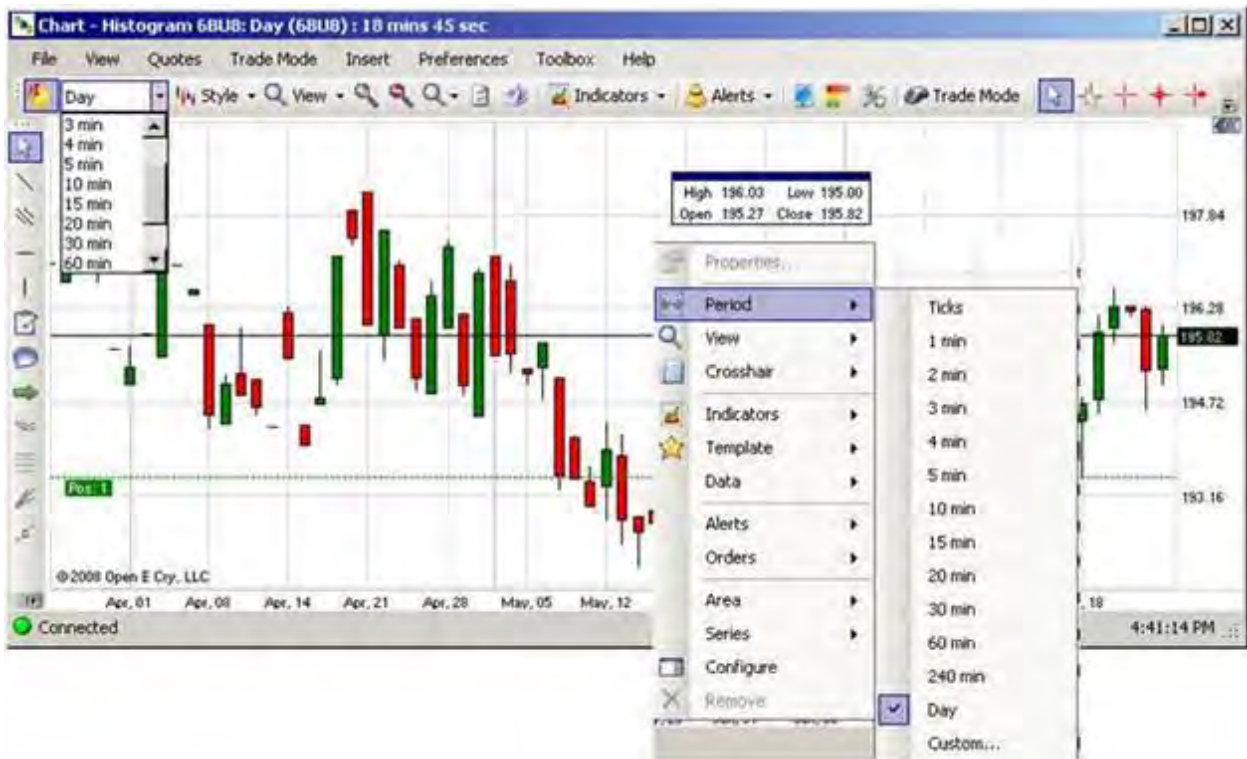 Chart - Histogram 6BU8: Day (6BU8) : 18 mins 45 sec
File View Quotes Trade Mode Insert Preferences Toolbox Help
Day Style View Indicators Alerts Trade Mode
3 min
4 min
5 min
10 min
15 min
20 min
30 min
60 min
High 196.03 Low 195.00
Open 195.27 Close 195.82
197.84
196.28
195.82
194.72
193.16
Properties...
Period
View
Crosshair
Indicators
Template
Data
Alerts
Orders
Area
Series
Configure
Remove
Ticks
1 min
2 min
3 min
4 min
5 min
10 min
15 min
20 min
30 min
60 min
240 min
Day
Custom...
Pos: 1
©2008 Open E Cry, LLC
Apr, 01 Apr, 08 Apr, 14 Apr, 21 Apr, 28 May, 05 May, 12 18
Connected 4:41:14 PM